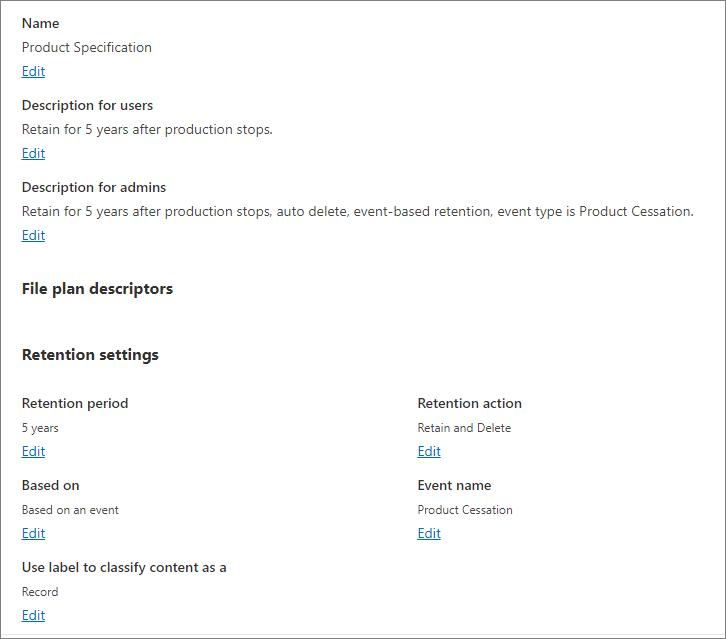 Name
Product Specification
Edit
Description for users
Retain for 5 years after production stops.
Edit
Description for admins
Retain for 5 years after production stops, auto delete, event-based retention, event type is Product Cessation.
Edit
File plan descriptors
Retention settings
Retention period
5 years
Edit
Retention action
Retain and Delete
Edit
Based on
Based on an event
Edit
Event name
Product Cessation
Edit
Use label to classify content as a
Record
Edit